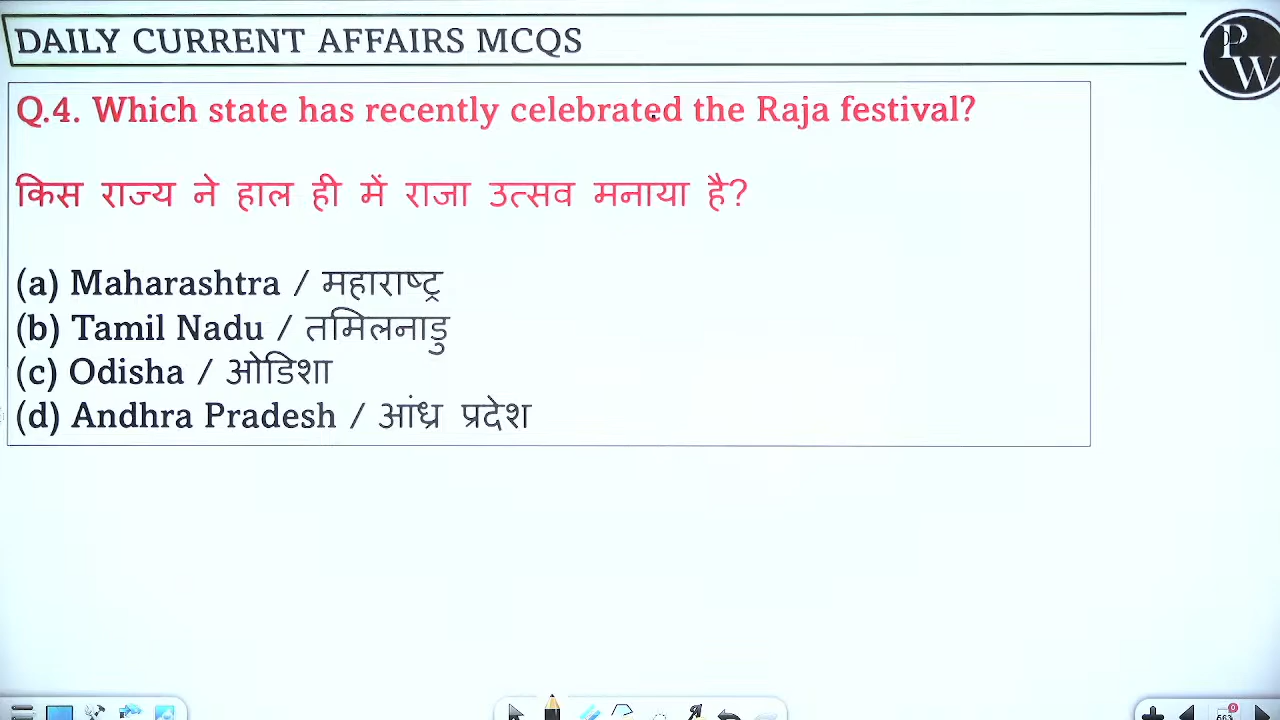 DAILY CURRENT AFFAIRS MCQS
PW
Q.4. Which state has recently celebrated the Raja festival?
किस राज्य ने हाल ही में राजा उत्सव मनाया है?
(a) Maharashtra / महाराष्ट्र
(b) Tamil Nadu / तमिलनाडु
(c) Odisha / ओडिशा
(d) Andhra Pradesh / आंध्र प्रदेश